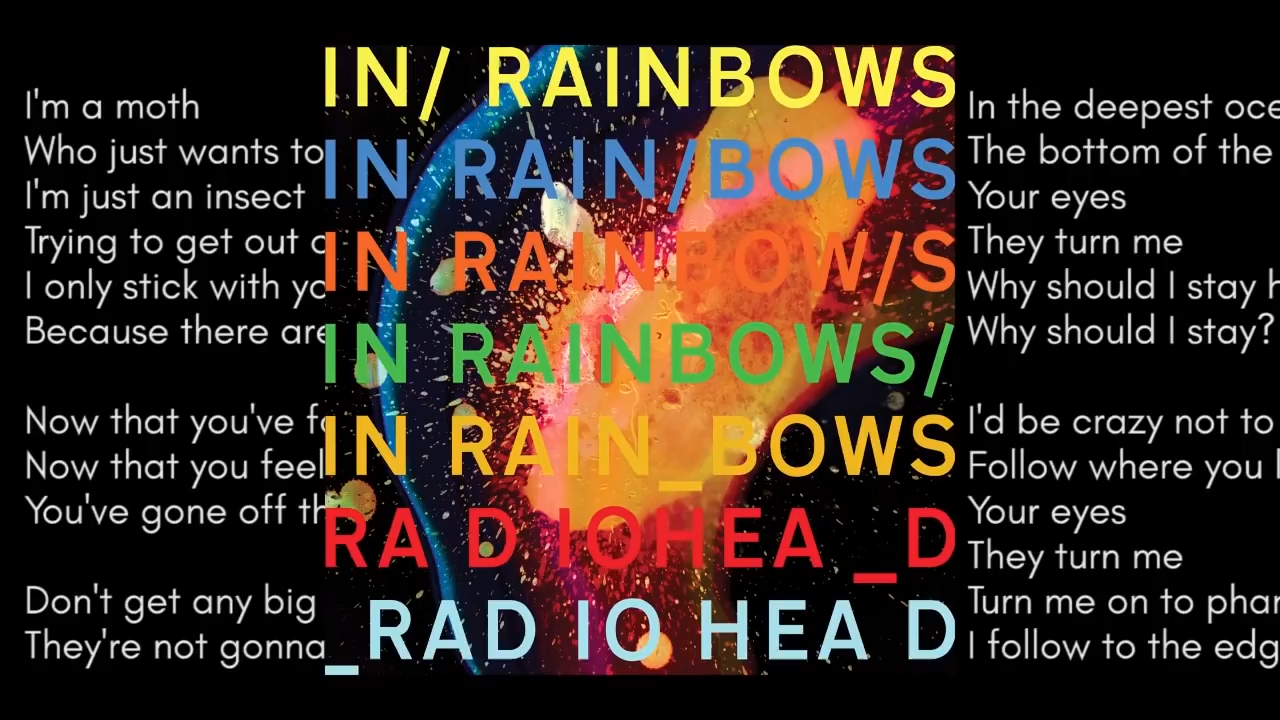 I'm a moth
Who just wants to
I'm just an insect
Trying to get out
I only stick with
Because there are
Now that you've
Now that you feel
You've gone off
Don't get any big
They're not gonna
IN/ RAINBOWS
IN RAIN/BOWS
IN RAINBOW/S
IN RAINBOWS/
IN RAIN_BOWS
RA D IOHEA _D
_RAD IO HEA D
In the deepest
The bottom of the
Your eyes
They turn me
Why should I stay
Why should I stay?
I'd be crazy not to
Follow where you
Your eyes
They turn me
Turn me on to
I follow to the